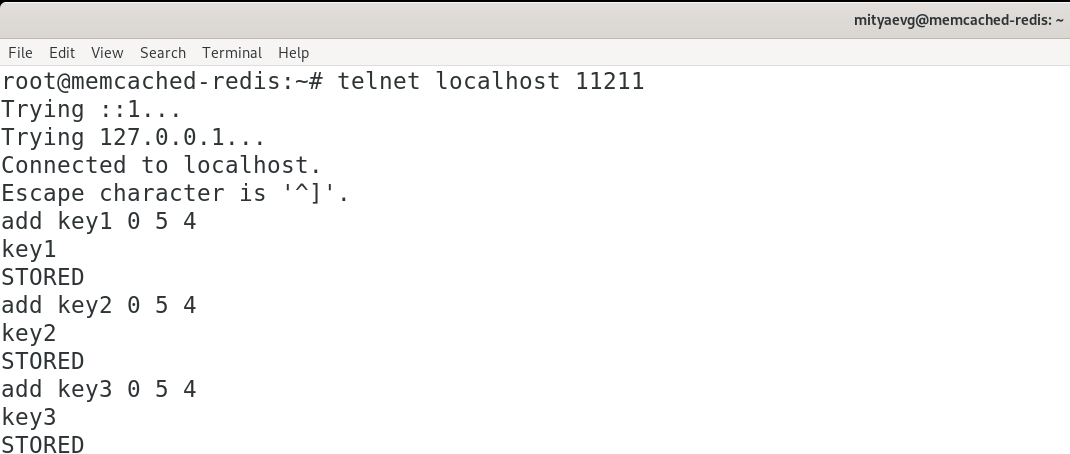 mityaevg@memcached-redis: ~
File Edit View Search Terminal Help
root@memcached-redis:~# telnet localhost 11211
Trying ::1...
Trying 127.0.0.1...
Connected to localhost.
Escape character is '^]'.
add key1 0 5 4
key1
STORED
add key2 0 5 4
key2
STORED
add key3 0 5 4
key3
STORED